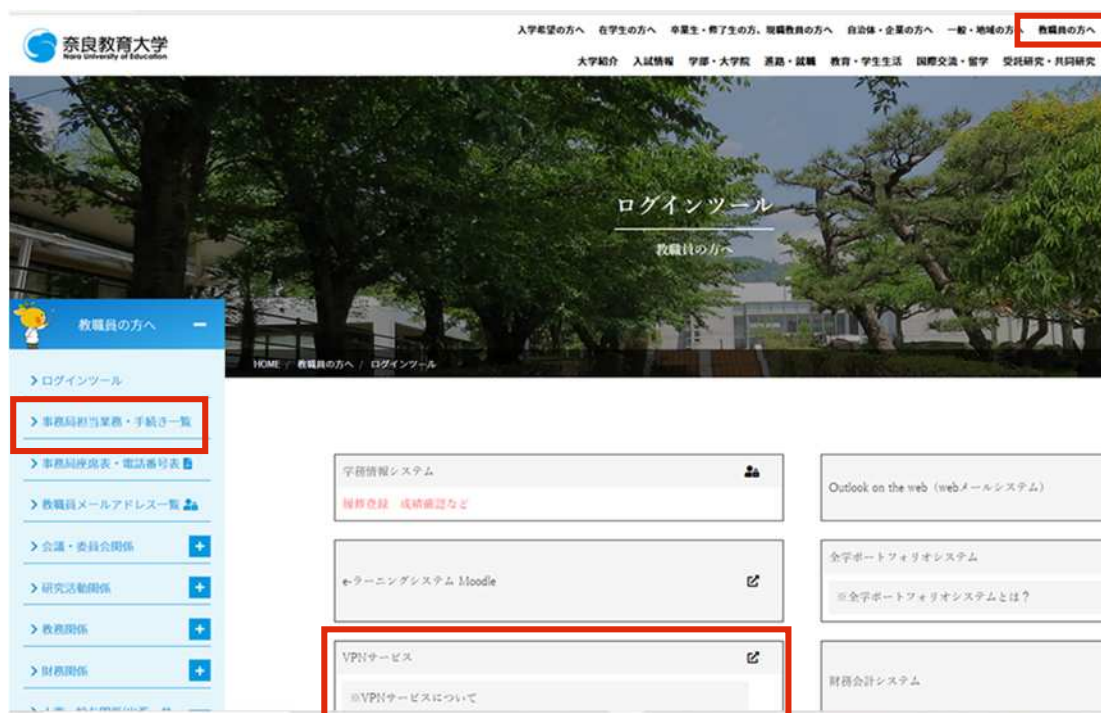 奈良教育大学
Nara University of Education
入学希望の方へ 在学生の方へ 卒業生・修了生の方、現職教員の方へ 自治体・企業の方へ 一般・地域の方へ 教職員の方へ
大学紹介 入試情報 学部・大学院 進路・就職 教育・学生生活 国際交流・留学 受託研究・共同研究
ログインツール
教職員の方へ
教職員の方へ
HOME / 教職員の方へ / ログインツール
ログインツール
事務局担当業務・手続き一覧
事務局座席表・電話番号表
教職員メールアドレス一覧
会議・委員会関係
研究活動関係
教務関係
財務関係
学務情報システム
履修登録 成績確認など
Outlook on the web（webメールシステム）
e-ラーニングシステム Moodle
全学ポートフォリオシステム
※全学ポートフォリオシステムとは？
VPNサービス
※VPNサービスについて
財務会計システム